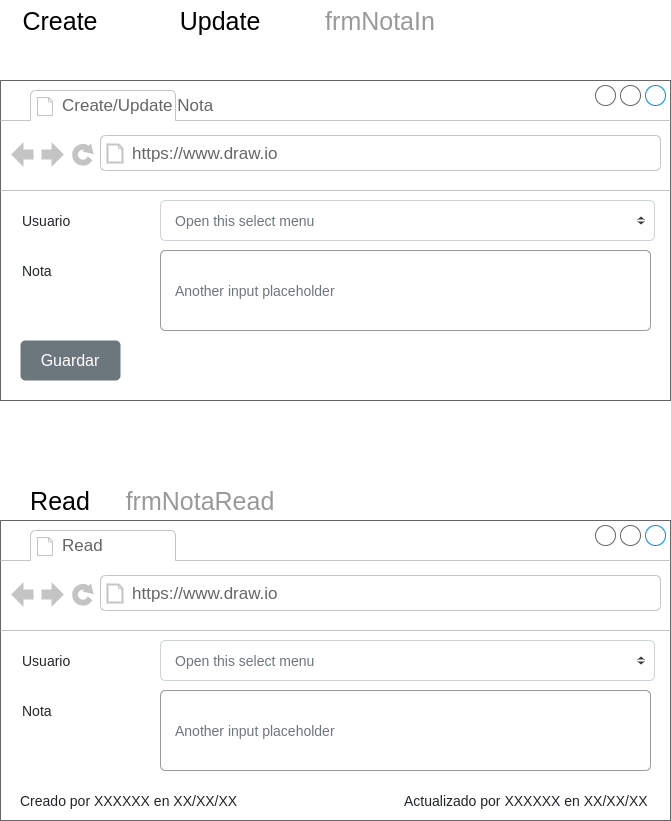 Create Update frmNotaIn
Create/Update Nota
https://www.draw.io
Usuario Open this select menu
Nota Another input placeholder
Guardar
Read frmNotaRead
Read
https://www.draw.io
Usuario Open this select menu
Nota Another input placeholder
Creado por XXXXXX en XX/XX/XX Actualizado por XXXXXX en XX/XX/XX